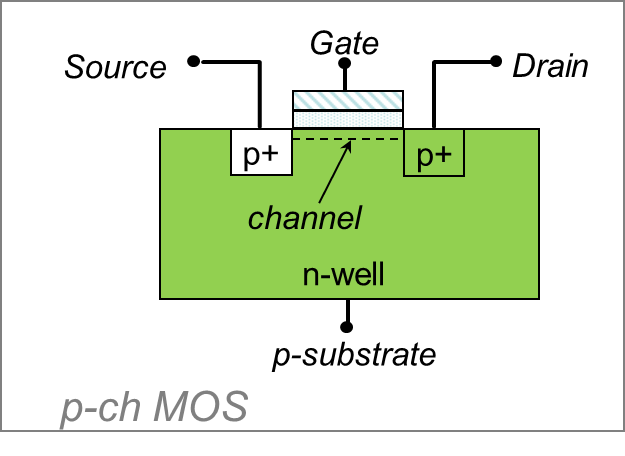 Gate
Source
Drain
p+
p+
channel
n-well
p-substrate
p-ch MOS